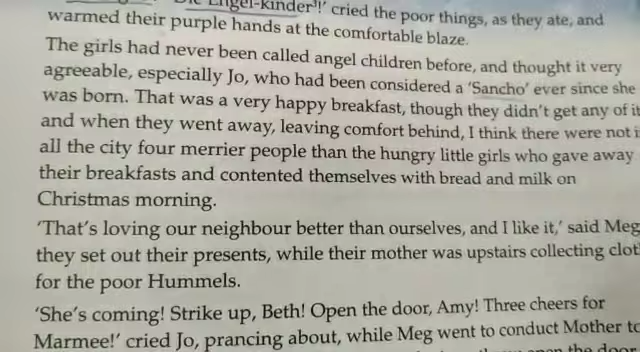 Engel-kinder!' cried the poor things, as they ate, and
warmed their purple hands at the comfortable blaze.
The girls had never been called angel children before, and thought it very
agreeable, especially Jo, who had been considered a 'Sancho' ever since she
was born. That was a very happy breakfast, though they didn't get any of it
and when they went away, leaving comfort behind, I think there were not
all the city four merrier people than the hungry little girls who gave away
their breakfasts and contented themselves with bread and milk on
Christmas morning.
'That's loving our neighbour better than ourselves, and I like it,' said Meg
they set out their presents, while their mother was upstairs collecting
for the poor Hummels.
'She's coming! Strike up, Beth! Open the door, Amy! Three cheers for
Marmee!' cried Jo, prancing about, while Meg went to conduct Mother to
the door